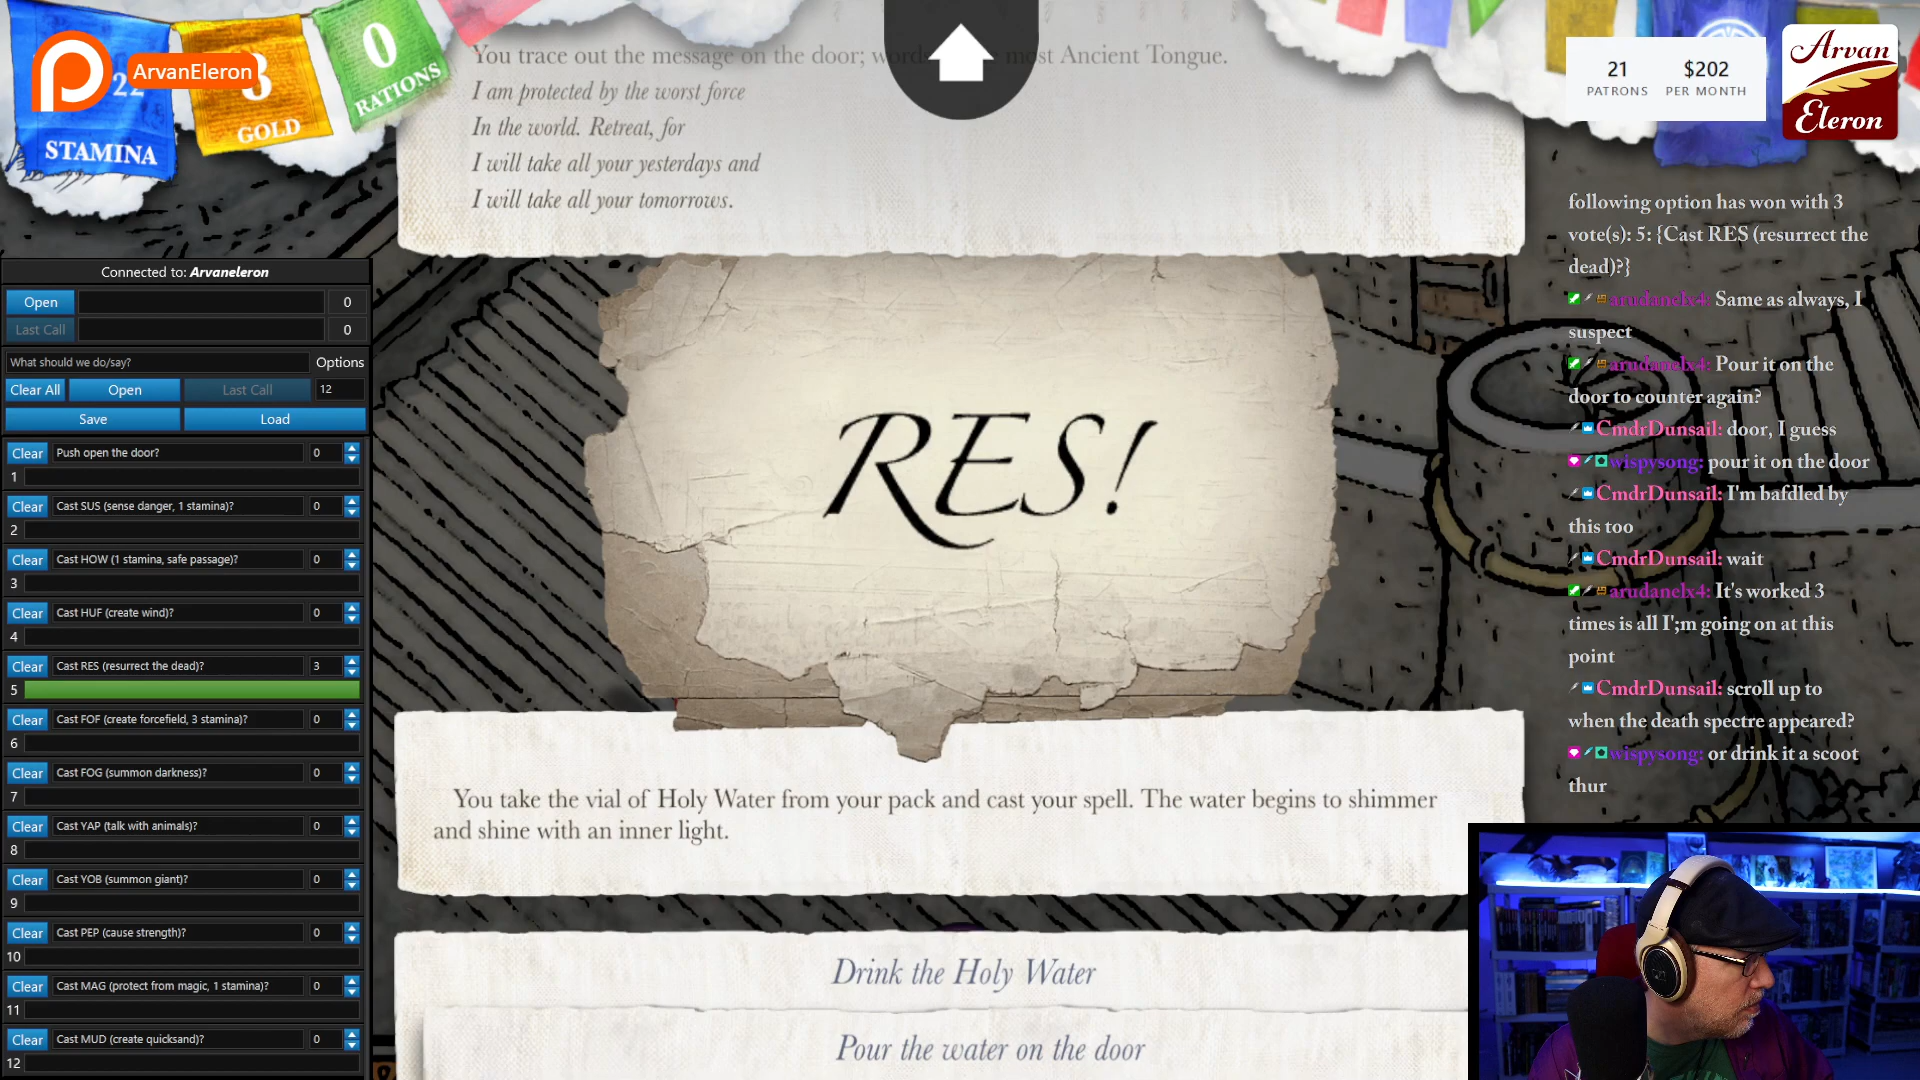 ArvanEleron
22
STAMINA
3
GOLD
0
RATIONS
You trace out the message on the door; most Ancient Tongue.
I am protected by the worst force
In the world. Retreat, for
I will take all your yesterdays and
I will take all your tomorrows.
21
PATRONS
$202
PER MONTH
Arvan
Eleron
Connected to: Arvaneleron
Open
0
Last Call
0
What should we do/say?
Options
Clear All
Open
Last Call
12
Save
Load
Clear Push open the door? 0
1
Clear Cast SUS (sense danger, 1 stamina)? 0
2
Clear Cast HOW (1 stamina, safe passage)? 0
3
Clear Cast HUF (create wind)? 0
4
Clear Cast RES (resurrect the dead)? 3
5
Clear Cast FOF (create forcefield, 3 stamina)? 0
6
Clear Cast FOG (summon darkness)? 0
7
Clear Cast YAP (talk with animals)? 0
8
Clear Cast YOB (summon giant)? 0
9
Clear Cast PEP (cause strength)? 0
10
Clear Cast MAG (protect from magic, 1 stamina)? 0
11
Clear Cast MUD (create quicksand)? 0
12
RES!
You take the vial of Holy Water from your pack and cast your spell. The water begins to shimmer
and shine with an inner light.
Drink the Holy Water
Pour the water on the door
following option has won with 3
vote(s): 5: {Cast RES (resurrect the
dead)?}
arudanelx4: Same as always, I
suspect
arudanelx4: Pour it on the
door to counter again?
CmdrDunsail: door, I guess
wispysong: pour it on the door
CmdrDunsail: I'm bafdled by
this too
CmdrDunsail: wait
arudanelx4: It's worked 3
times is all I';m going on at this
point
CmdrDunsail: scroll up to
when the death spectre appeared?
wispysong: or drink it a scoot
thur